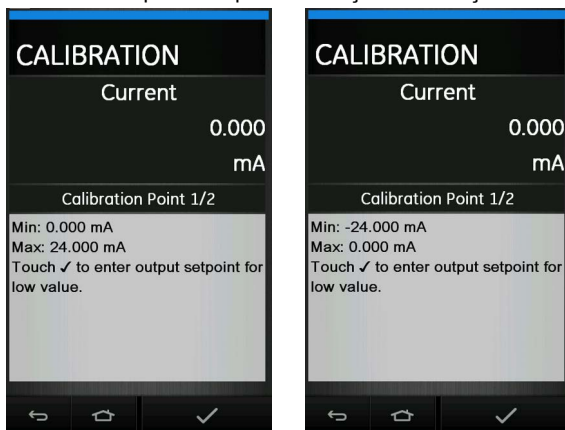 CALIBRATION
Current
0.000
mA
Calibration Point 1/2
Min: 0.000 mA
Max: 24.000 mA
Touch ✓ to enter output setpoint for
low value.
CALIBRATION
Current
0.000
mA
Calibration Point 1/2
Min: -24.000 mA
Max: 0.000 mA
Touch ✓ to enter output setpoint for
low value.